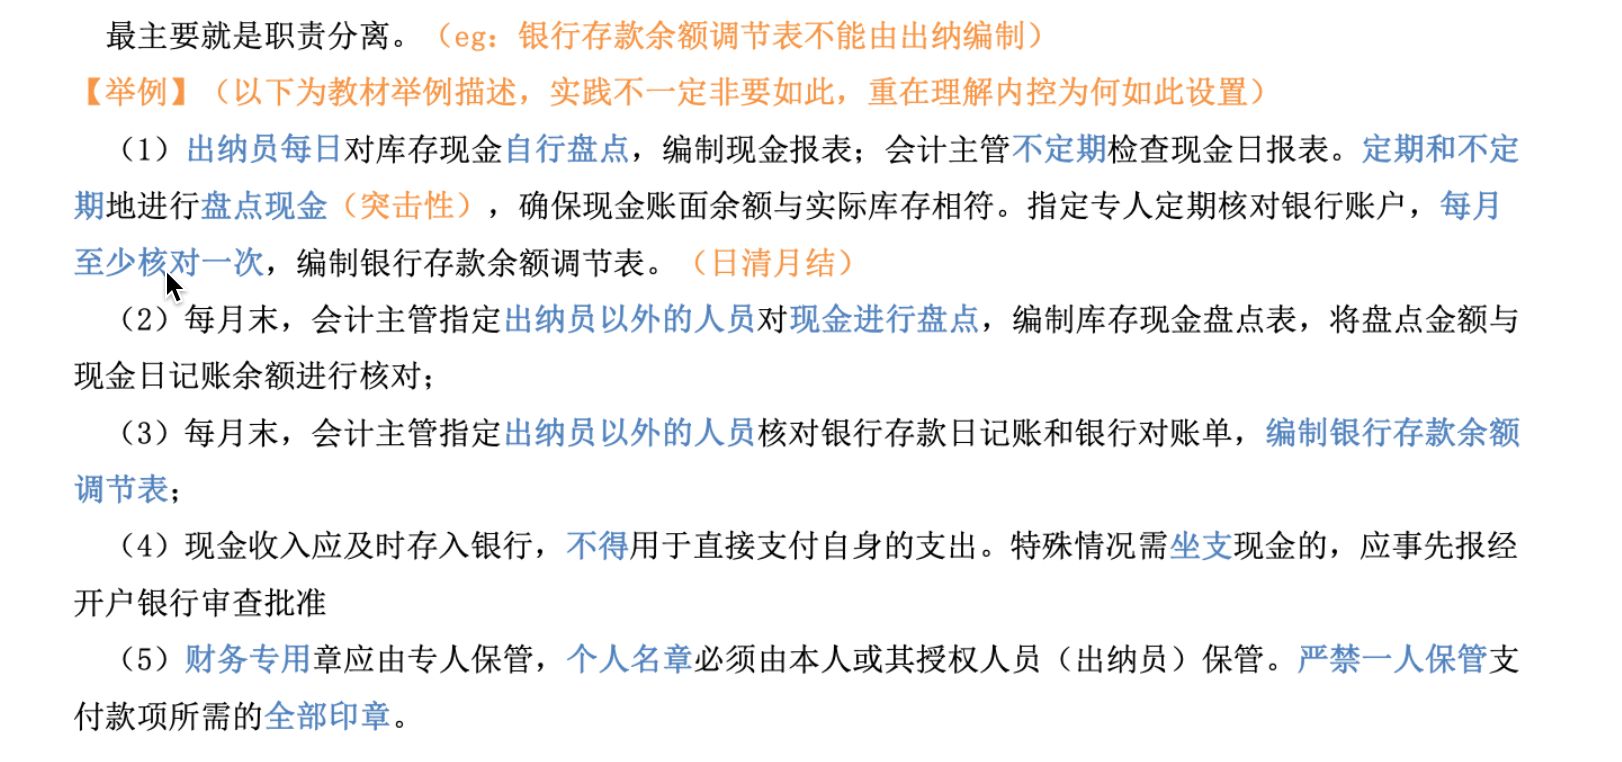 最主要就是职责分离。（eg：银行存款余额调节表不能由出纳编制）
【举例】（以下为教材举例描述，实践不一定非要如此，重在理解内控为何如此设置）
（1）出纳员每日对库存现金自行盘点，编制现金报表；会计主管不定期检查现金日报表。定期和不定
期地进行盘点现金（突击性），确保现金账面余额与实际库存相符。指定专人定期核对银行账户，每月
至少核对一次，编制银行存款余额调节表。（日清月结）
（2）每月末，会计主管指定出纳员以外的人员对现金进行盘点，编制库存现金盘点表，将盘点金额与
现金日记账余额进行核对；
（3）每月末，会计主管指定出纳员以外的人员核对银行存款日记账和银行对账单，编制银行存款余额
调节表；
（4）现金收入应及时存入银行，不得用于直接支付自身的支出。特殊情况需坐支现金的，应事先报经
开户银行审查批准
（5）财务专用章应由专人保管，个人名章必须由本人或其授权人员（出纳员）保管。严禁一人保管支
付款项所需的全部印章。